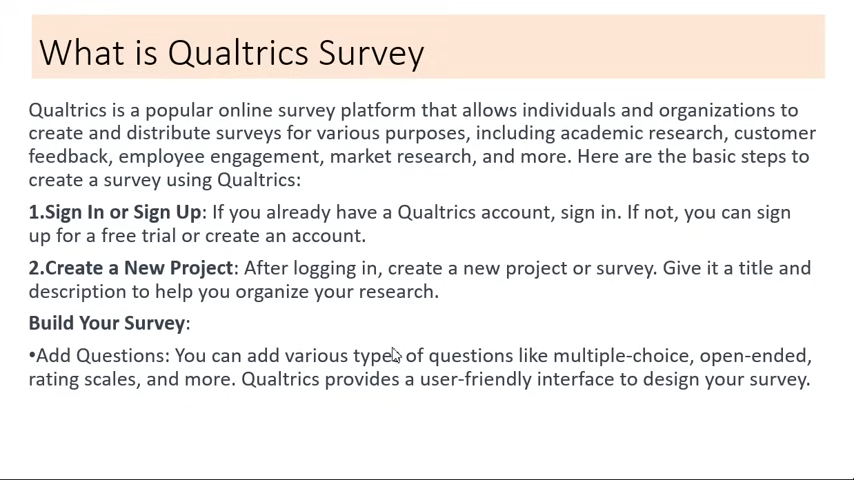 What is Qualtrics Survey
Qualtrics is a popular online survey platform that allows individuals and organizations to
create and distribute surveys for various purposes, including academic research, customer
feedback, employee engagement, market research, and more. Here are the basic steps to
create a survey using Qualtrics:
1.Sign In or Sign Up: If you already have a Qualtrics account, sign in. If not, you can sign
up for a free trial or create an account.
2.Create a New Project: After logging in, create a new project or survey. Give it a title and
description to help you organize your research.
Build Your Survey:
•Add Questions: You can add various types of questions like multiple-choice, open-ended,
rating scales, and more. Qualtrics provides a user-friendly interface to design your survey.